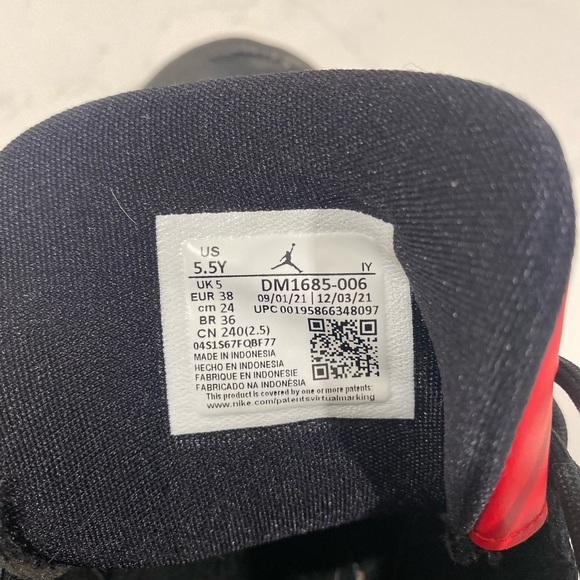 US
5.5Y IY
UK 5 DM1685-006
EUR 38 09/01/21 | 12/03/21
cm 24 UPC 00195866348097
BR 36
CN 240(2.5)
04S1S67FQBF77
MADE IN INDONESIA
HECHO EN INDONESIA
FABRIQUE EN INDONESIE
FABRICADO NA INDONÉSIA
This product is covered by one or more patents:
www.nike.com/patentsvirtualmarking